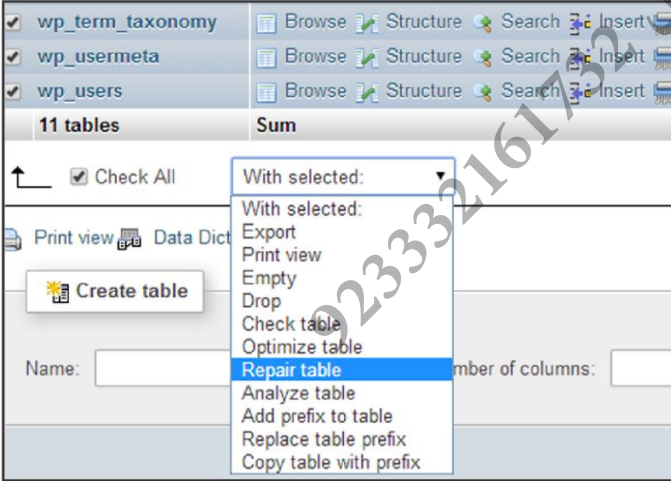 wp_term_taxonomy Browse Structure Search Insert
wp_usermeta Browse Structure Search Insert
wp_users Browse Structure Search Insert
11 tables Sum
Check All With selected:
With selected:
Export
Print view
Empty
Drop
Check table
Optimize table
Repair table
Analyze table
Add prefix to table
Replace table prefix
Copy table with prefix
Print view Data Dict
Create table
Name: mber of columns:
923332161732